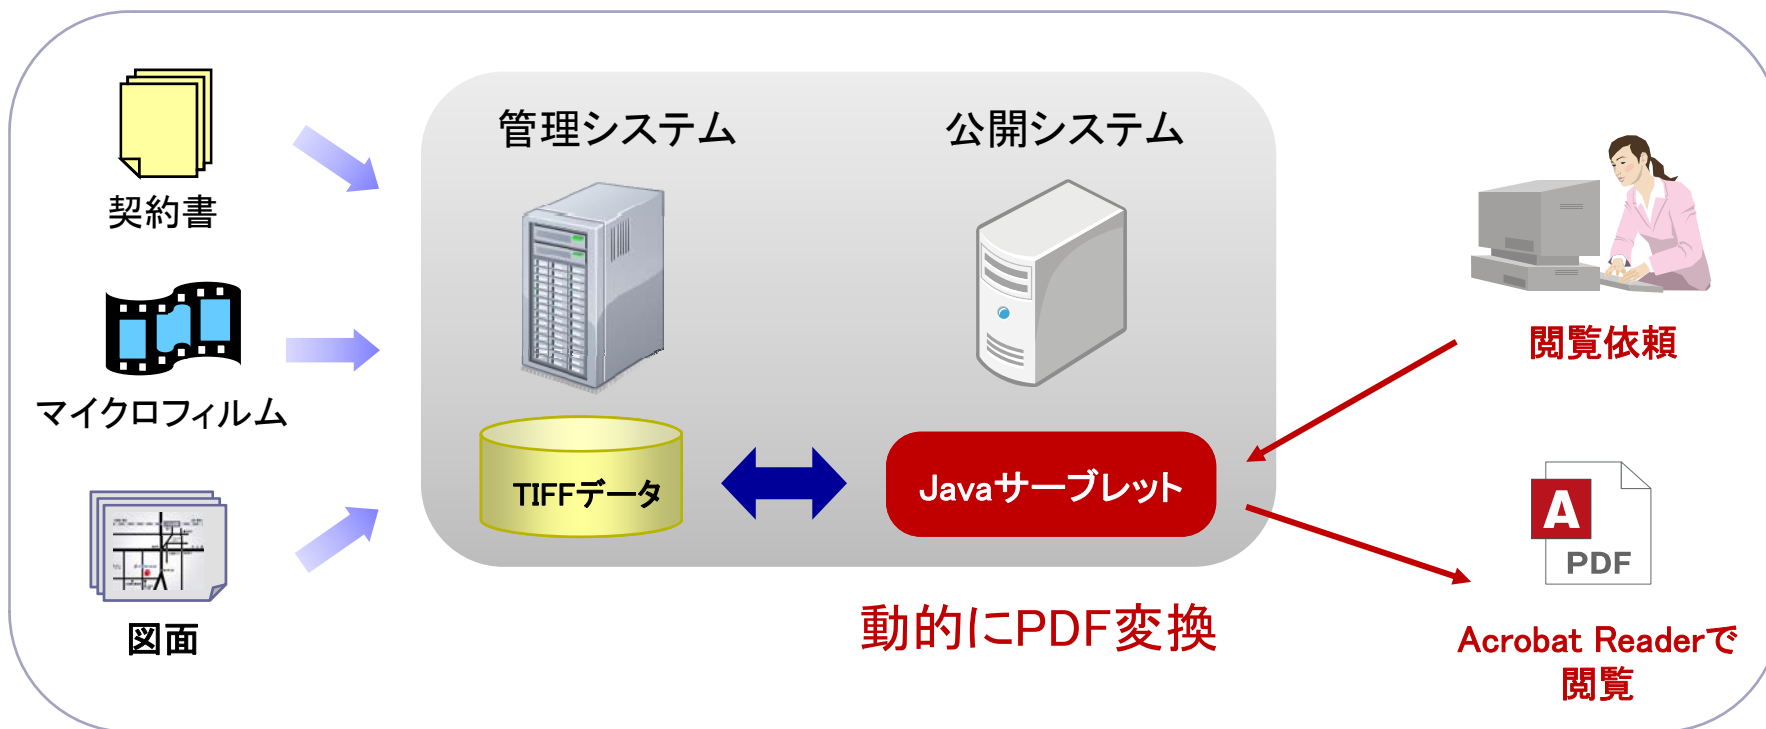 管理システム
公開システム
契約書
マイクロフィルム
図面
TIFFデータ
Javaサーブレット
動的にPDF変換
閲覧依頼
A
PDF
Acrobat Readerで
閲覧